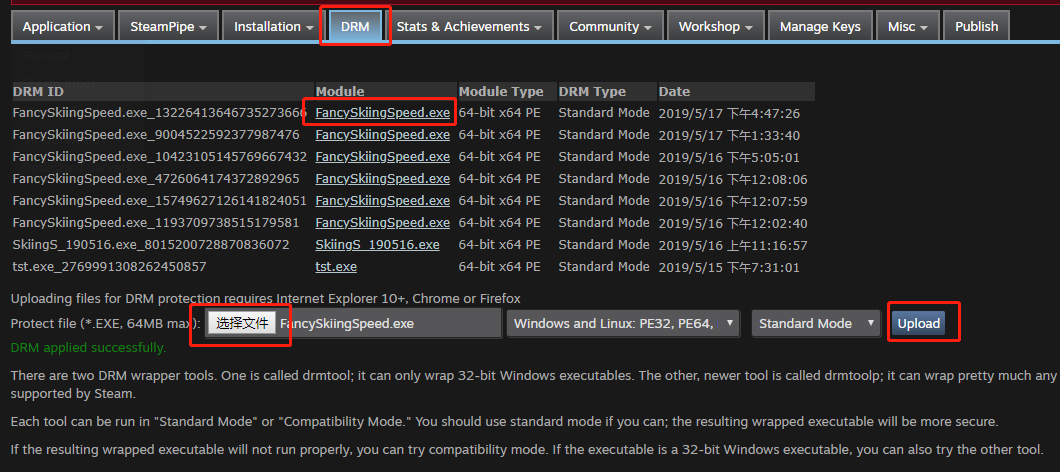 Application SteamPipe Installation DRM Stats & Achievements Community Workshop Manage Keys Misc Publish
DRM ID Module Module Type DRM Type Date
FancySkiingSpeed.exe_13226413646735273666 FancySkiingSpeed.exe 64-bit x64 PE Standard Mode 2019/5/17 下午4:47:26
FancySkiingSpeed.exe_9004522592377987476 FancySkiingSpeed.exe 64-bit x64 PE Standard Mode 2019/5/17 下午1:33:40
FancySkiingSpeed.exe_10423105145769667432 FancySkiingSpeed.exe 64-bit x64 PE Standard Mode 2019/5/16 下午5:05:01
FancySkiingSpeed.exe_4726064174372892965 FancySkiingSpeed.exe 64-bit x64 PE Standard Mode 2019/5/16 下午12:08:06
FancySkiingSpeed.exe_15749627126141824051 FancySkiingSpeed.exe 64-bit x64 PE Standard Mode 2019/5/16 下午12:07:59
FancySkiingSpeed.exe_1193710973851517​9581 FancySkiingSpeed.exe 64-bit x64 PE Standard Mode 2019/5/16 下午12:02:40
SkiingS_190516.exe_8015200728870836072 SkiingS_190516.exe 64-bit x64 PE Standard Mode 2019/5/16 上午11:16:57
tst.exe_2769991308262450857 tst.exe 64-bit x64 PE Standard Mode 2019/5/15 下午7:31:01
Uploading files for DRM protection requires Internet Explorer 10+, Chrome or Firefox
Protect file (*.EXE, 64MB max): 选择文件 FancySkiingSpeed.exe Windows and Linux: PE32, PE64, Standard Mode Upload
DRM applied successfully.
There are two DRM wrapper tools. One is called drmtool; it can only wrap 32-bit Windows executables. The other, newer tool is called drmtoolp; it can wrap pretty much any
supported by Steam.
Each tool can be run in "Standard Mode" or "Compatibility Mode." You should use standard mode if you can; the resulting wrapped executable will be more secure.
If the resulting wrapped executable will not run properly, you can try compatibility mode. If the executable is a 32-bit Windows executable, you can also try the other tool.